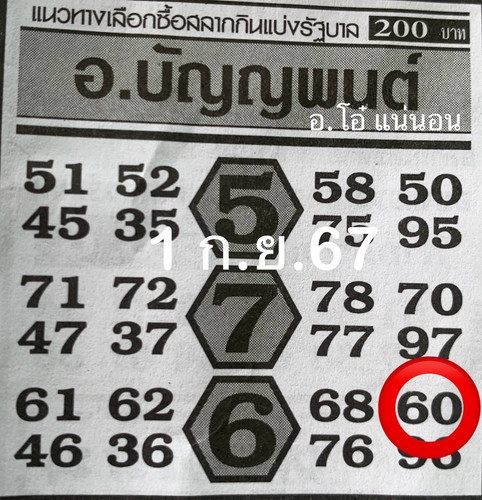 แนวทางเลือกซื้อสลากกินแบ่งรัฐบาล 200 บาท
อ.บัญญพนต์
อ.โอ๋ แน่นอน
51 52 5 58 50
45 35 75 95
1 ก.ย.67
71 72 7 78 70
47 37 77 97
61 62 6 68 60
46 36 76 96